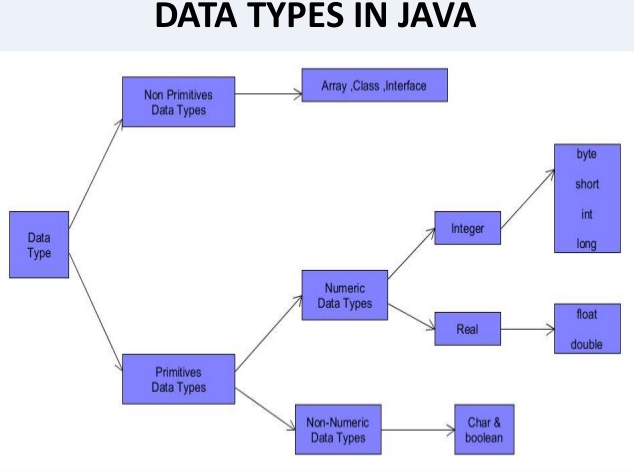 DATA TYPES IN JAVA
Non Primitives
Data Types
Array ,Class ,Interface
Data
Type
Primitives
Data Types
Numeric
Data Types
Integer
byte
short
int
long
Real
float
double
Non-Numeric
Data Types
Char &
boolean